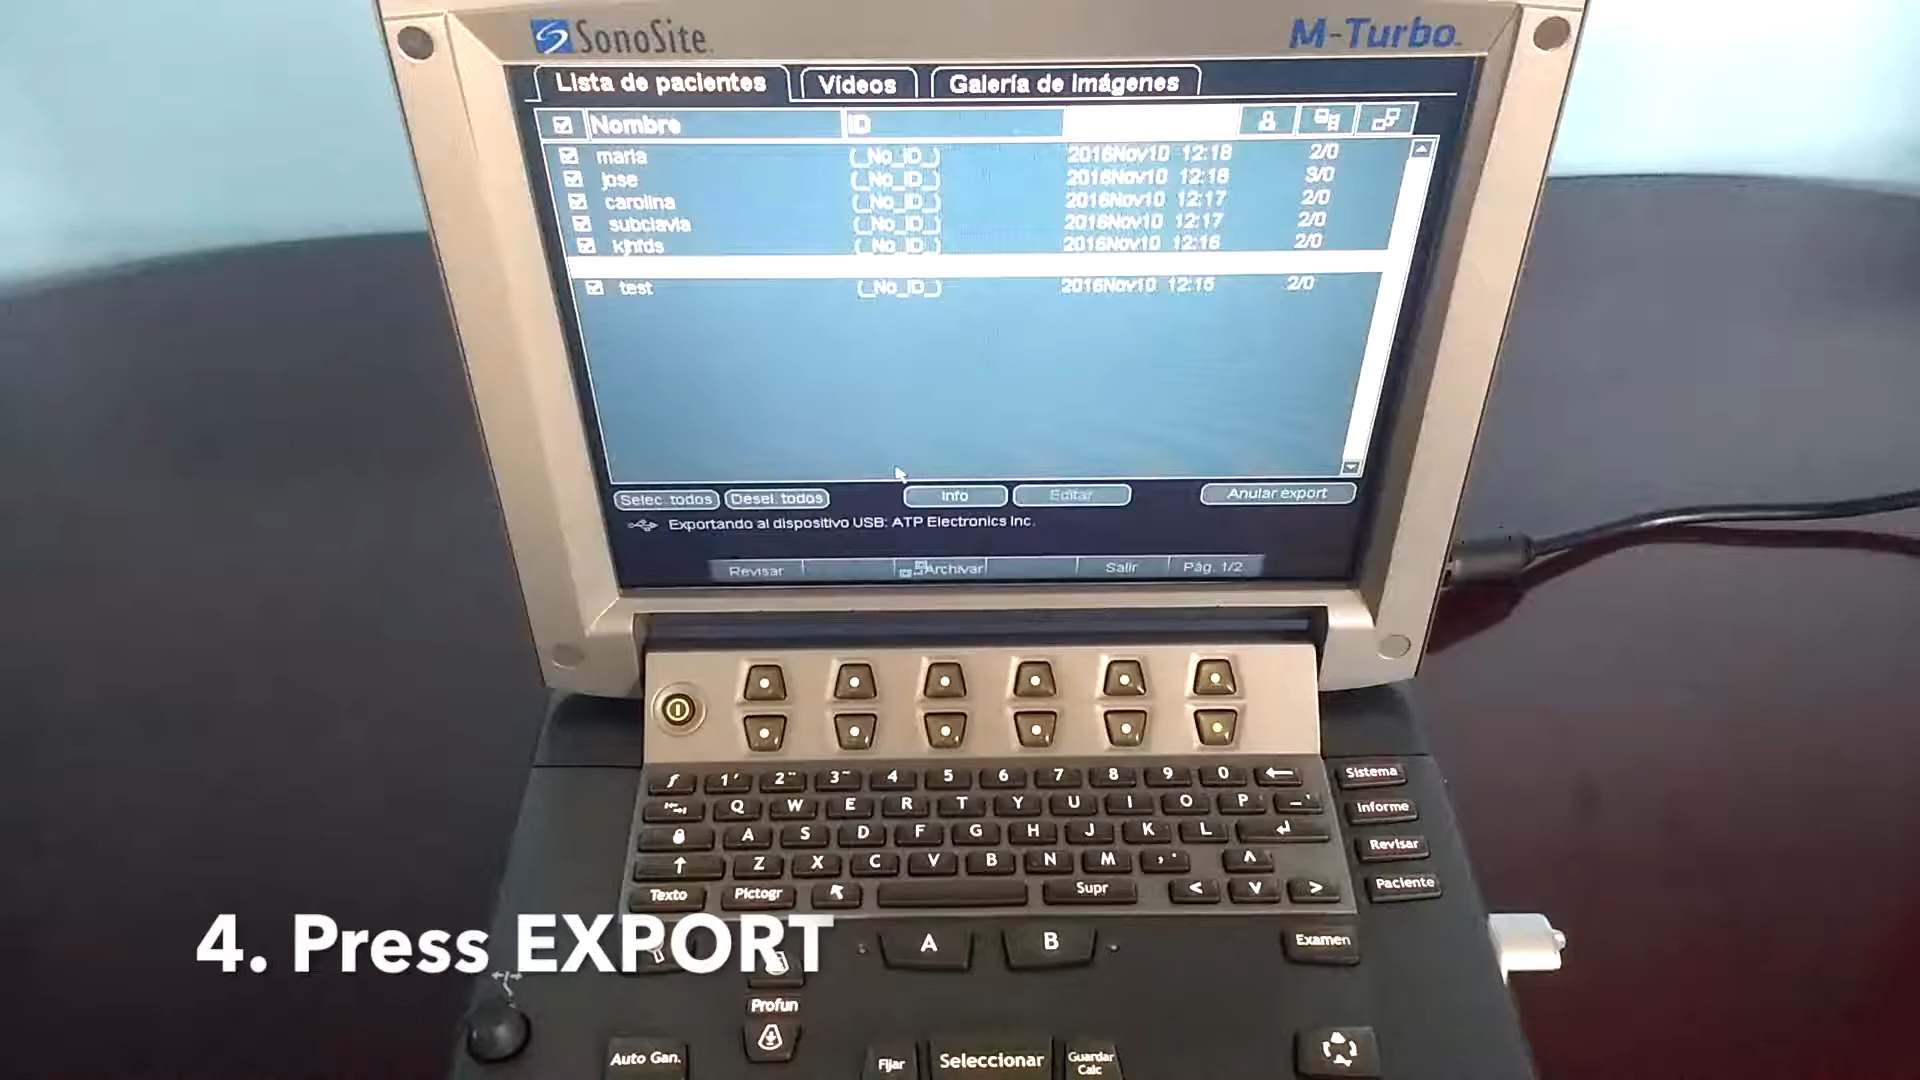 SonoSite
M-Turbo
Lista de pacientes
Vídeos
Galería de imágenes
Nombre
ID
maria (_No_ID_) 2016Nov10 12:18 2/0
jose (_No_ID_) 2016Nov10 12:18 3/0
carolina (_No_ID_) 2016Nov10 12:17 2/0
subclavia (_No_ID_) 2016Nov10 12:17 2/0
kjhfds (_No_ID_) 2016Nov10 12:16 2/0
test (_No_ID_) 2016Nov10 12:15 2/0
Selec. todos
Desel. todos
Info
Editar
Anular export
Exportando al dispositivo USB: ATP Electronics Inc.
Revisar
Archivar
Salir
Pág. 1/2
f 1 2 3 4 5 6 7 8 9 0 ←
Sistema
Q W E R T Y U I O P
Informe
A S D F G H J K L
Revisar
Z X C V B N M
Paciente
Texto
Pictogr
Supr
< v >
4. Press EXPORT
A
B
Examen
Profun
Auto Gan.
Fijar
Seleccionar
Guardar
Calc